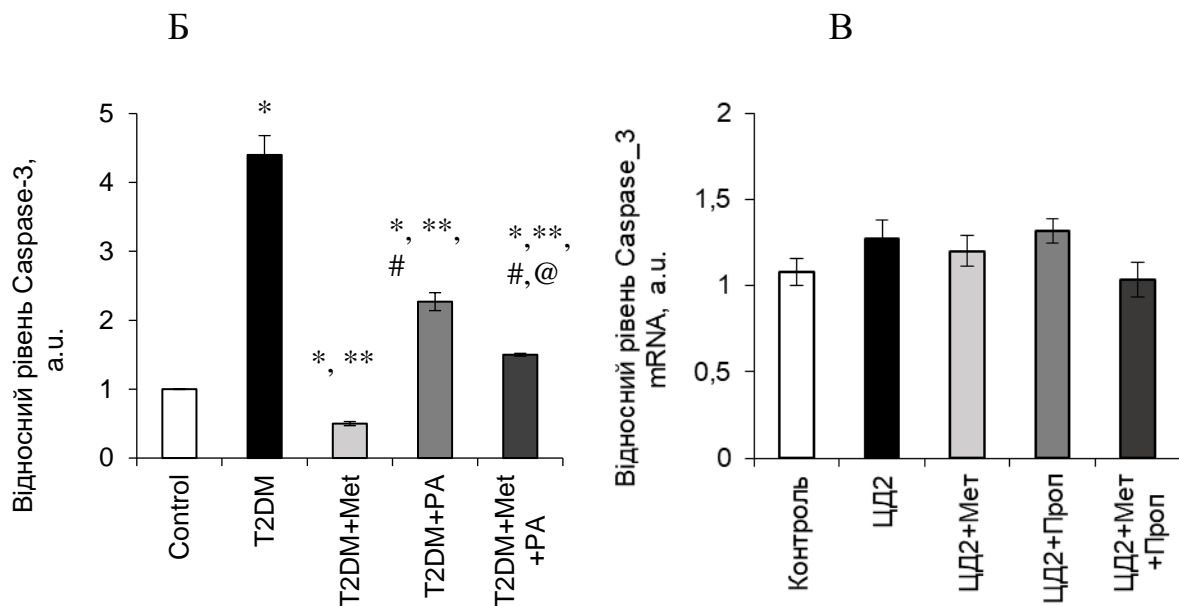 Б
Відносний рівень Caspase-3,
a.u.
5
4
3
2
1
0
*
*, **
*, **,
#
*,**,
#,@
Control
T2DM
T2DM+Met
T2DM+PA
T2DM+Met
+PA
В
Відносний рівень Caspase_3
mRNA, a.u.
2
1,5
1
0,5
0
Контроль
ЦД2
ЦД2+Мет
ЦД2+Проп
ЦД2+Мет
+Проп